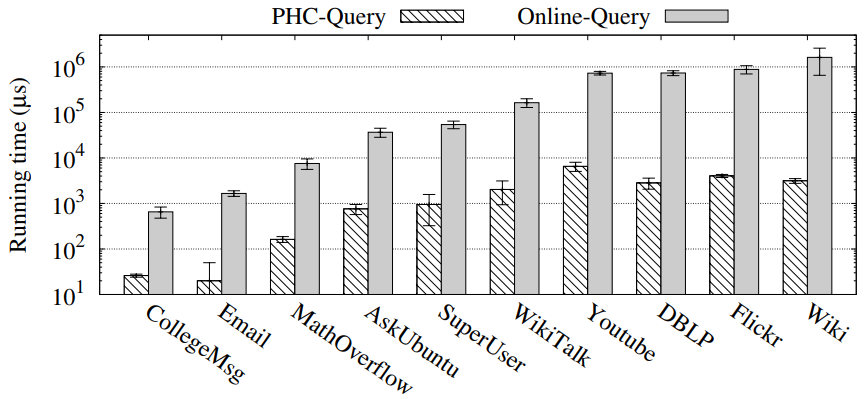 PHC-Query Online-Query
Running time (μs)
10^6
10^5
10^4
10^3
10^2
10^1
CollegeMsg
Email
MathOverflow
AskUbuntu
SuperUser
WikiTalk
Youtube
DBLP
Flickr
Wiki